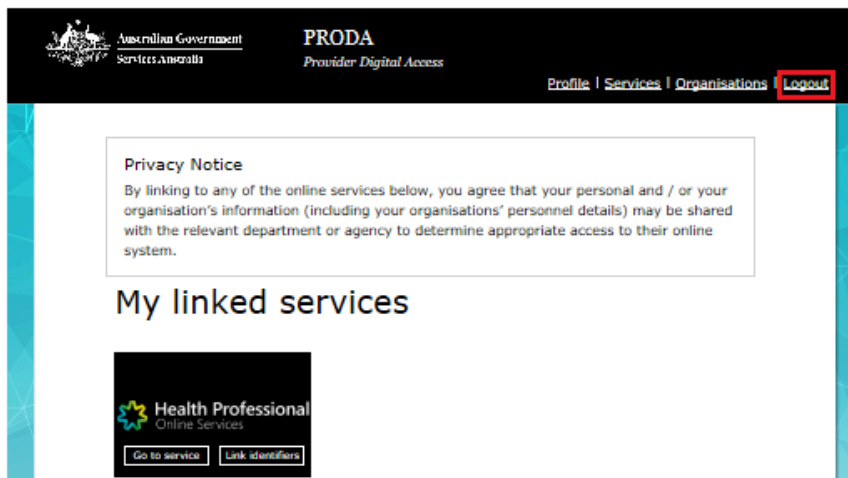 Australian Government
Services Australia
PRODA
Provider Digital Access
Profile | Services | Organisations | Logout
Privacy Notice
By linking to any of the online services below, you agree that your personal and / or your
organisation's information (including your organisations' personnel details) may be shared
with the relevant department or agency to determine appropriate access to their online
system.
My linked services
Health Professional
Online Services
Go to service
Link identifiers